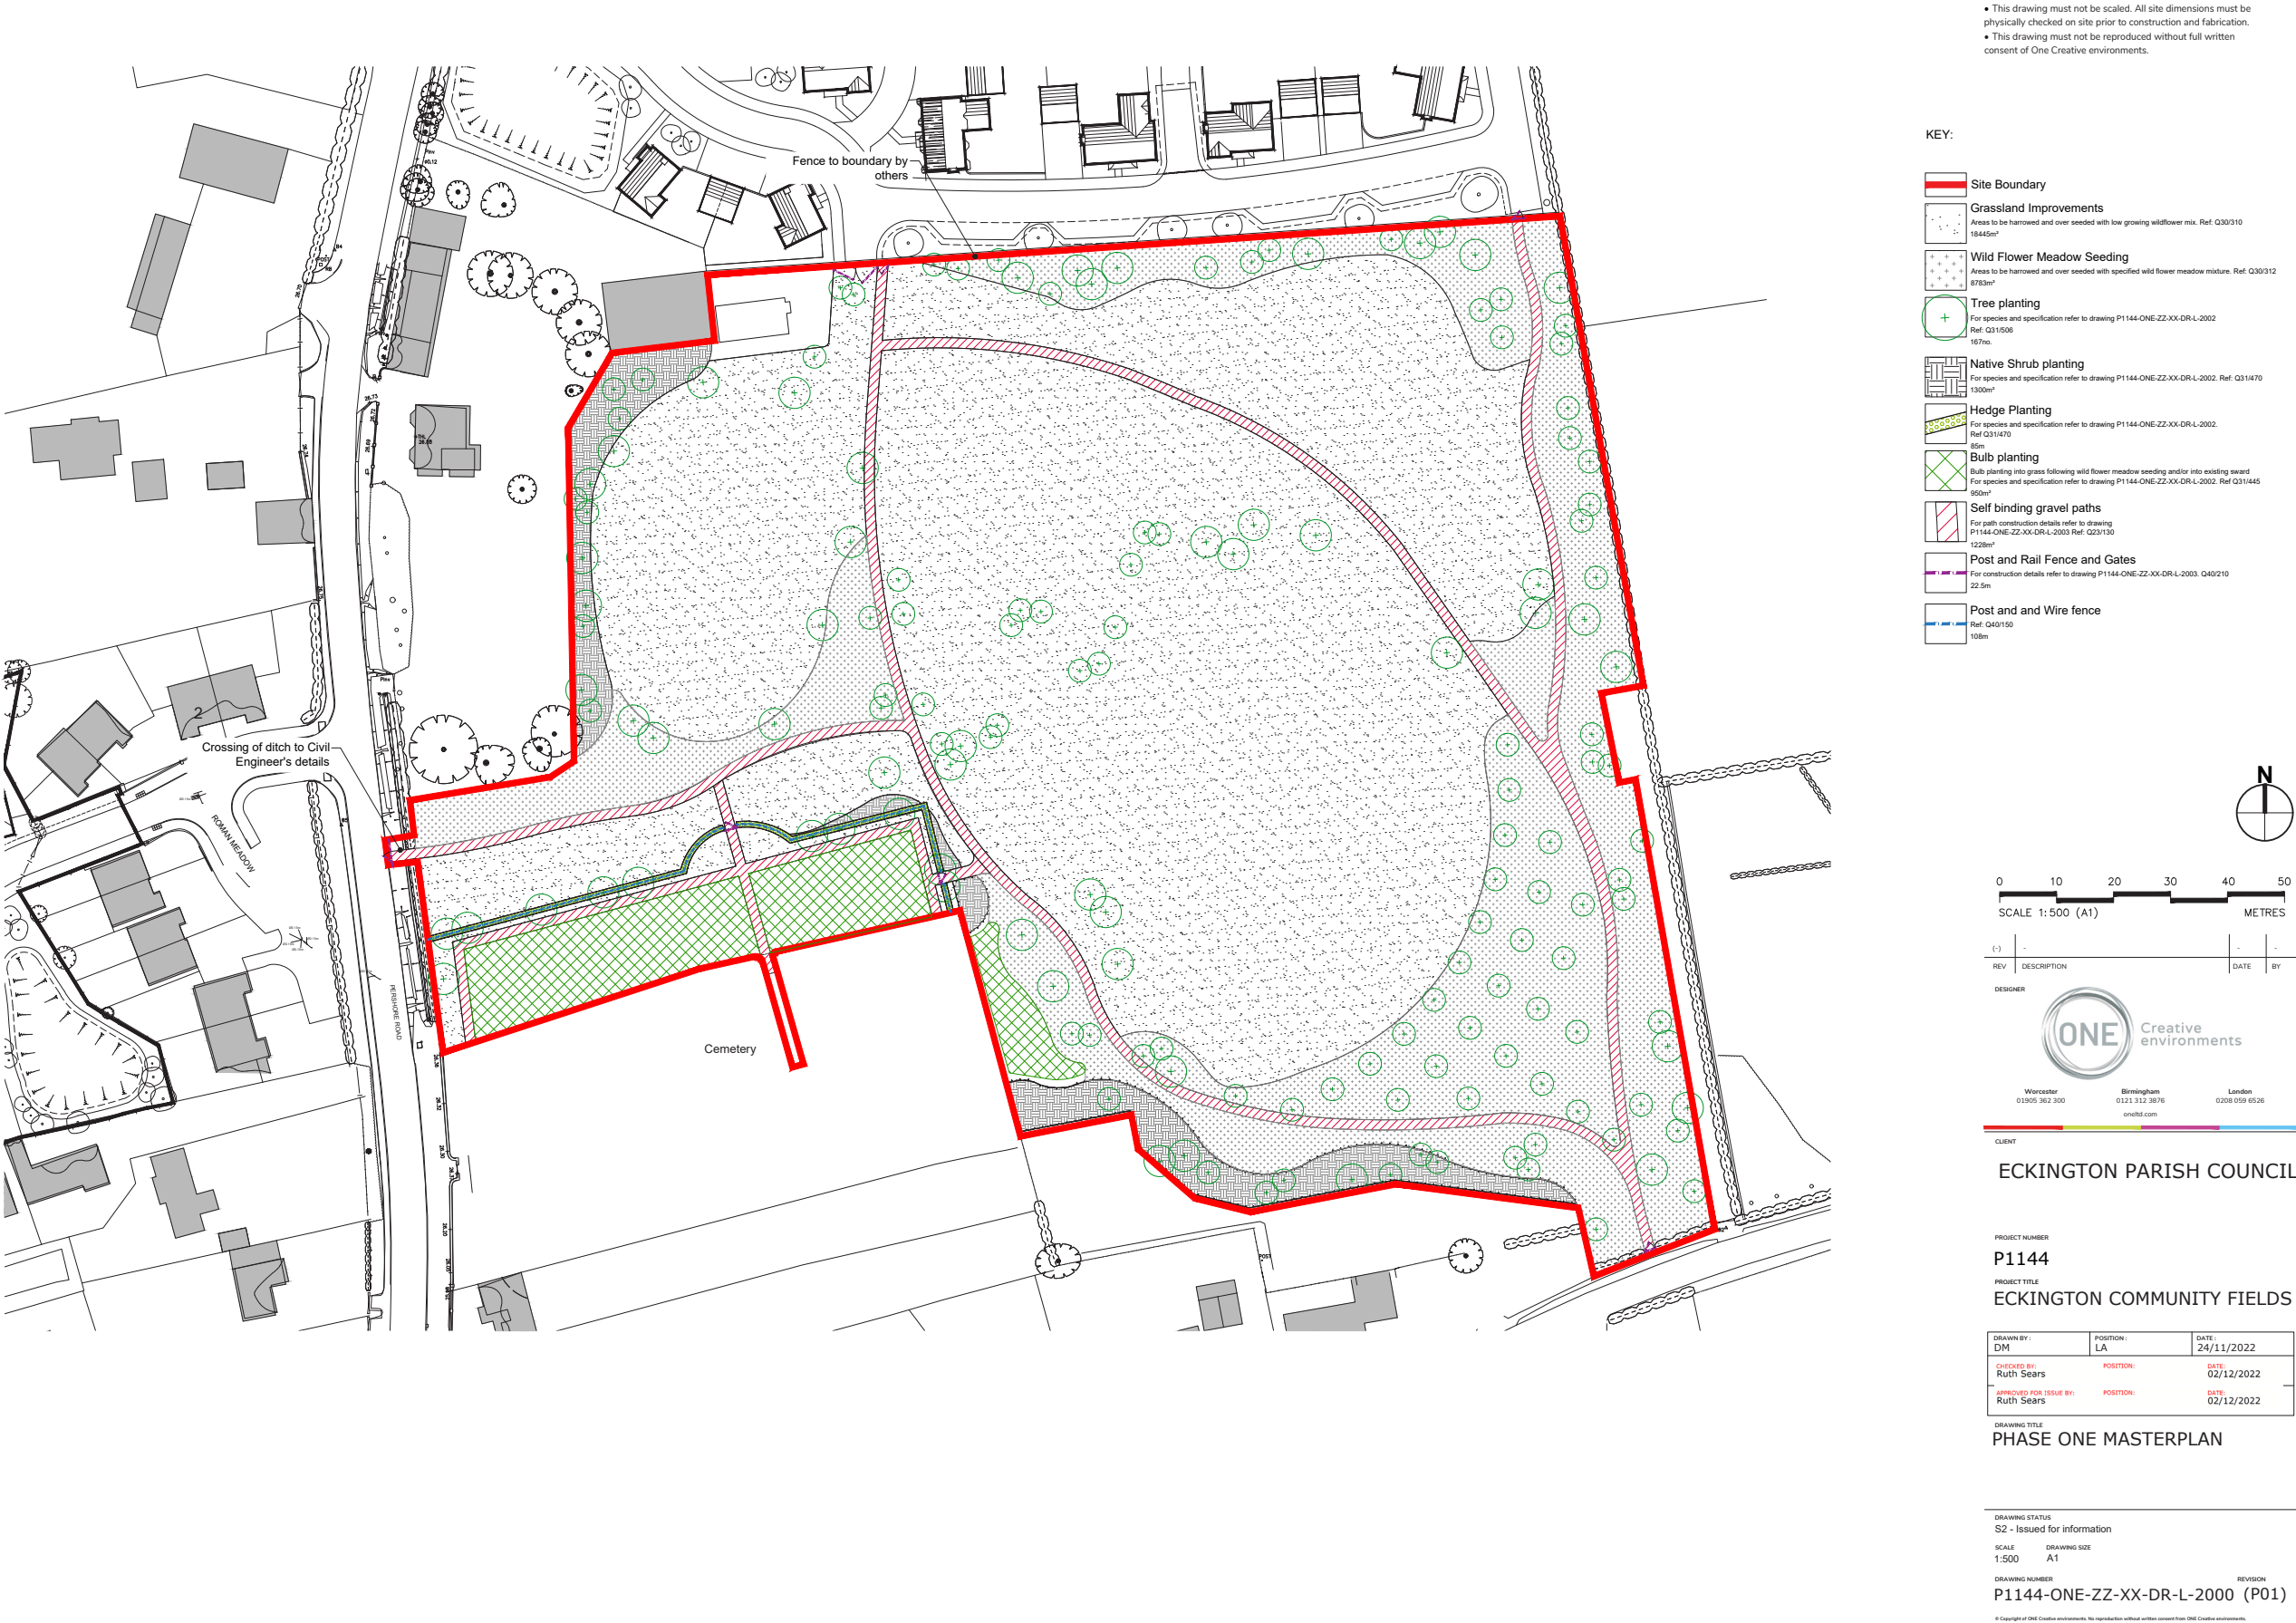 • This drawing must not be scaled. All site dimensions must be
physically checked on site prior to construction and fabrication.
• This drawing must not be reproduced without full written
consent of One Creative environments.
KEY:
Site Boundary
Grassland Improvements
Areas to be harrowed and over seeded with low growing wildflower mix. Ref: Q30/310
18445m²
Wild Flower Meadow Seeding
Areas to be harrowed and over seeded with specified wild flower meadow mixture. Ref: Q30/312
8783m²
Tree planting
For species and specification refer to drawing P1144-ONE-ZZ-XX-DR-L-2002
Ref: Q31/506
167no.
Native Shrub planting
For species and specification refer to drawing P1144-ONE-ZZ-XX-DR-L-2002. Ref: Q31/470
1300m²
Hedge Planting
For species and specification refer to drawing P1144-ONE-ZZ-XX-DR-L-2002.
Ref Q31/470
85m
Bulb planting
Bulb planting into grass following wild flower meadow seeding and/or into existing sward
For species and specification refer to drawing P1144-ONE-ZZ-XX-DR-L-2002. Ref Q31/445
950m²
Self binding gravel paths
For path construction details refer to drawing
P1144-ONE-ZZ-XX-DR-L-2003 Ref: Q23/130
1228m²
Post and Rail Fence and Gates
For construction details refer to drawing P1144-ONE-ZZ-XX-DR-L-2003. Q40/210
22.5m
Post and and Wire fence
Ref: Q40/150
108m
Fence to boundary by
others
Crossing of ditch to Civil
Engineer's details
2
ROMAN MEADOW
PERSHORE ROAD
Cemetery
POST
N
0 10 20 30 40 50
SCALE 1:500 (A1) METRES
(-) - - -
REV DESCRIPTION DATE BY
DESIGNER
ONE Creative
environments
Worcester Birmingham London
01905 362 300 0121 312 3876 0208 059 6526
oneltd.com
CLIENT
ECKINGTON PARISH COUNCIL
PROJECT NUMBER
P1144
PROJECT TITLE
ECKINGTON COMMUNITY FIELDS
DRAWN BY : POSITION : DATE :
DM LA 24/11/2022
CHECKED BY: POSITION: DATE:
Ruth Sears 02/12/2022
APPROVED FOR ISSUE BY: POSITION: DATE:
Ruth Sears 02/12/2022
DRAWING TITLE
PHASE ONE MASTERPLAN
DRAWING STATUS
S2 - Issued for information
SCALE DRAWING SIZE
1:500 A1
DRAWING NUMBER REVISION
P1144-ONE-ZZ-XX-DR-L-2000 (P01)
© Copyright of ONE Creative environments. No reproduction without written consent from ONE Creative environments.